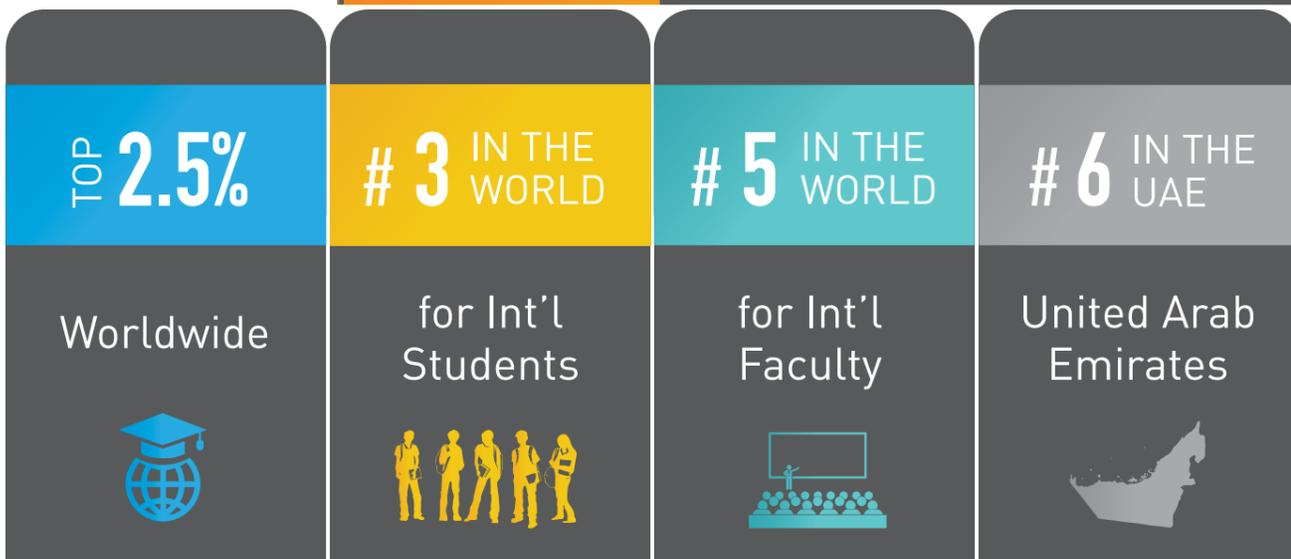 TOP 2.5%
Worldwide
# 3 IN THE
WORLD
for Int'l
Students
# 5 IN THE
WORLD
for Int'l
Faculty
# 6 IN THE
UAE
United Arab
Emirates